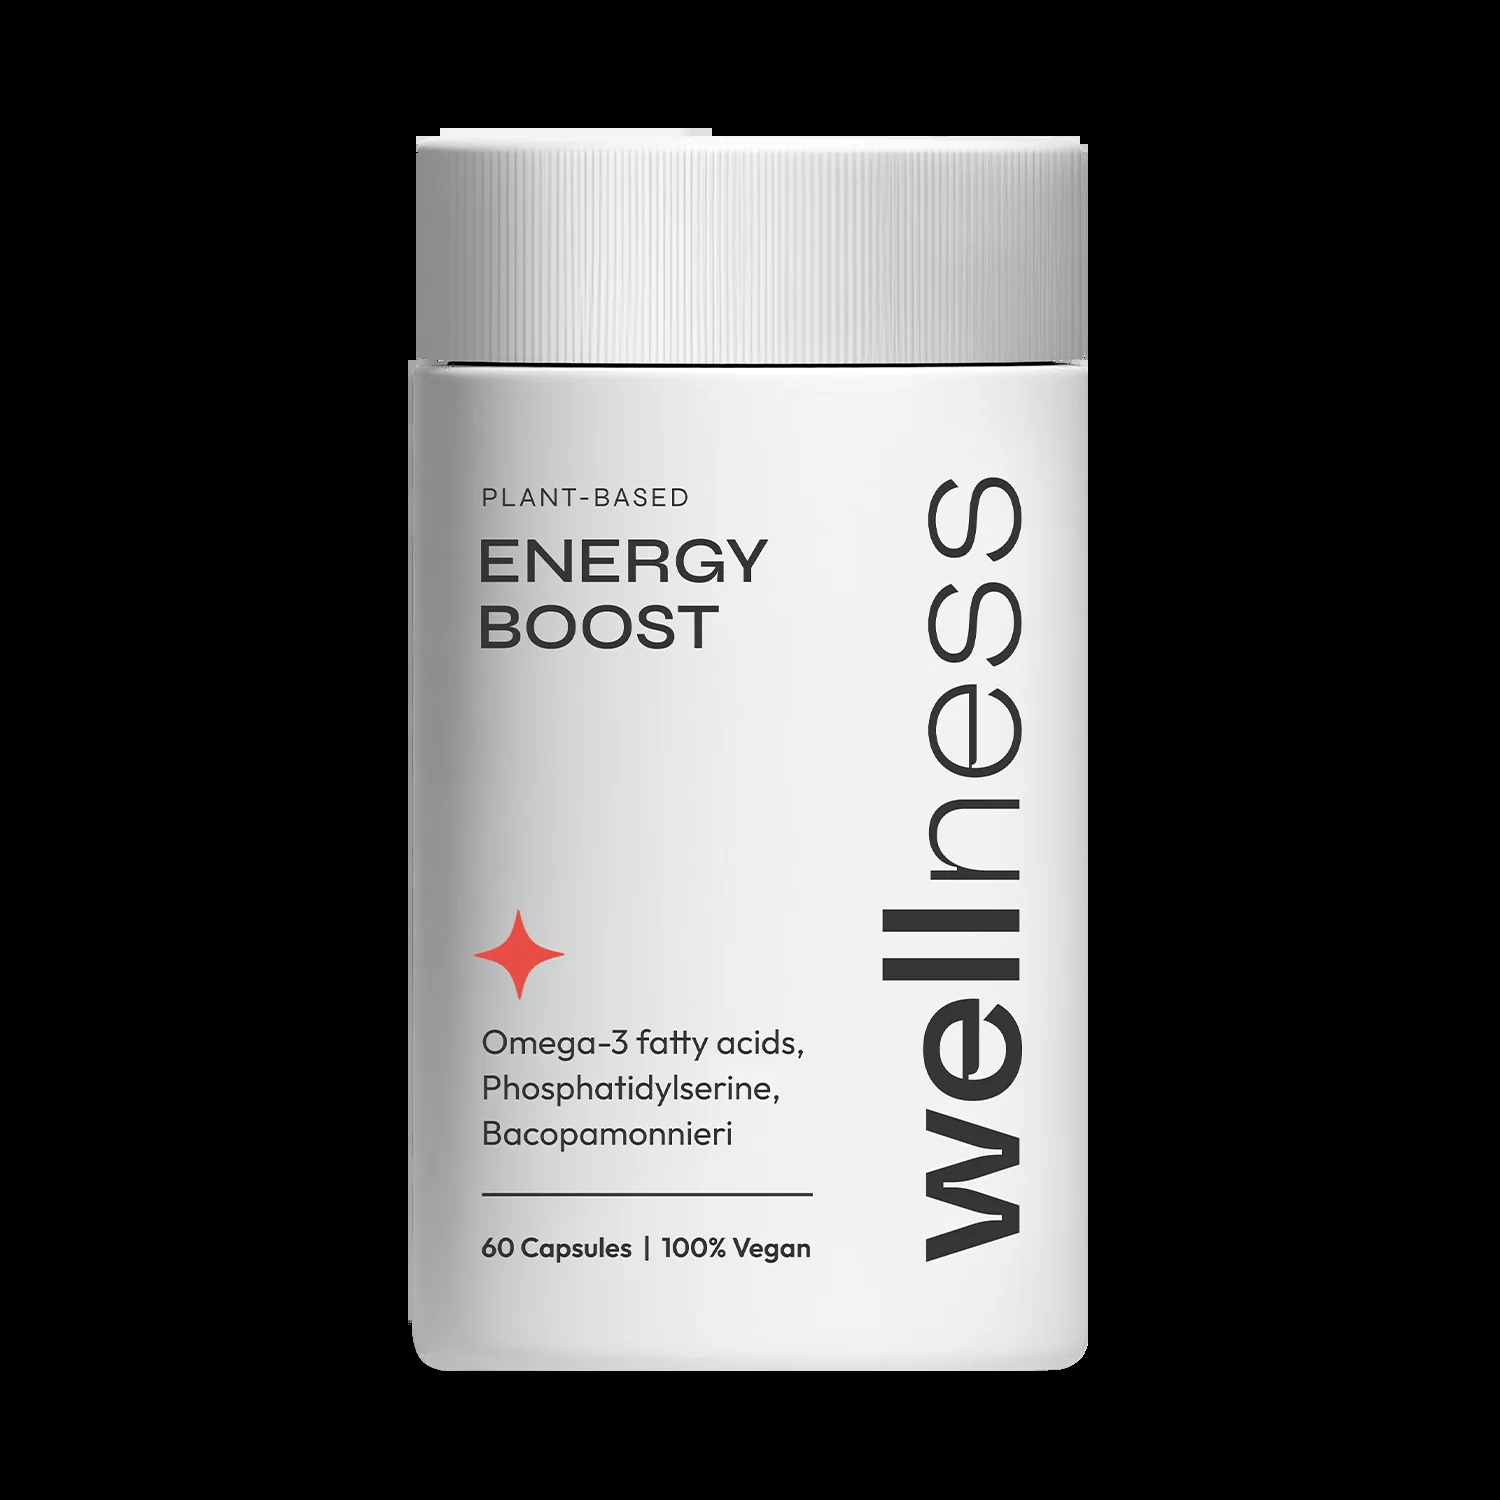 PLANT-BASED
ENERGY
BOOST
Omega-3 fatty acids,
Phosphatidylserine,
Bacopamonnieri
60 Capsules | 100% Vegan
wellness